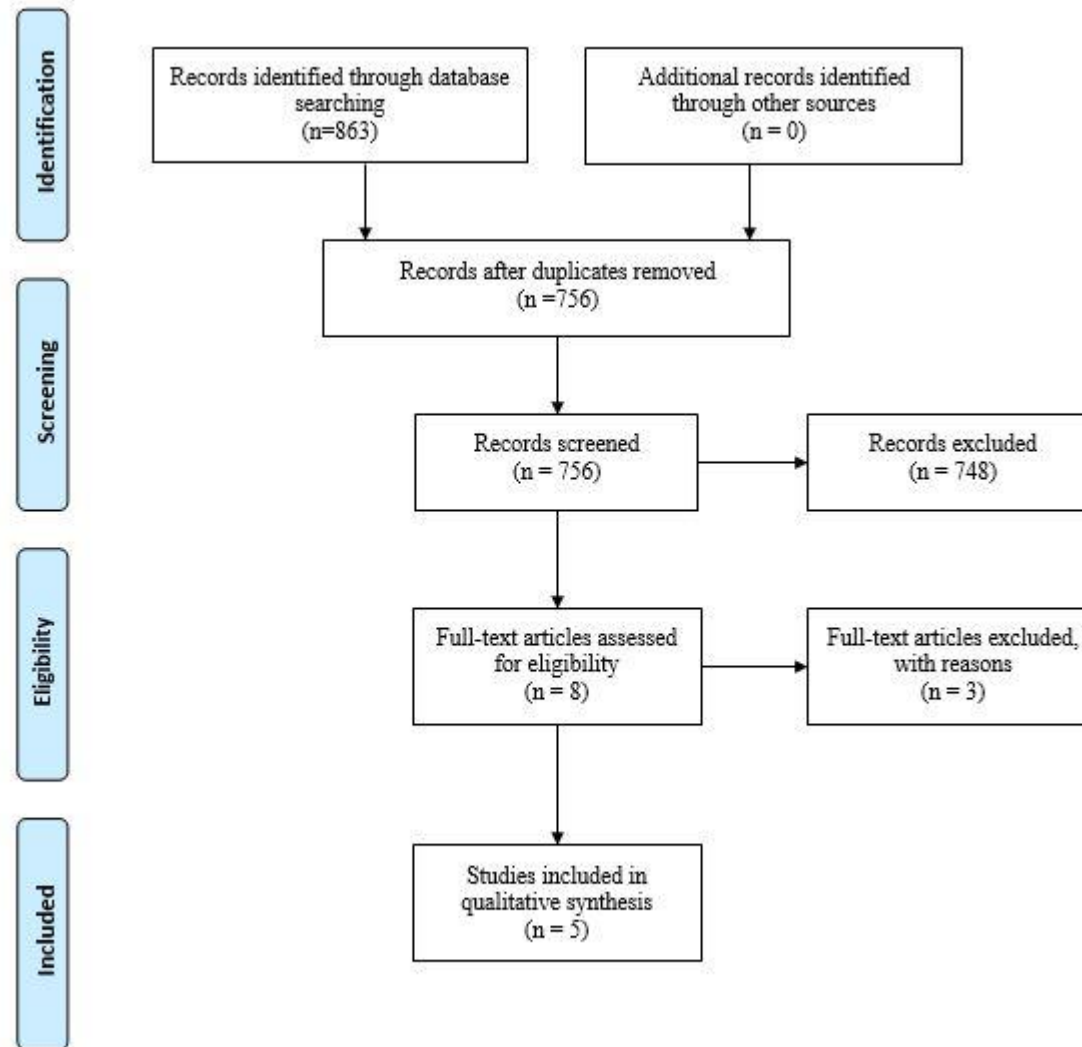 Identification
Records identified through database
searching
(n=863)
Additional records identified
through other sources
(n = 0)
Records after duplicates removed
(n =756)
Screening
Records screened
(n = 756)
Records excluded
(n = 748)
Eligibility
Full-text articles assessed
for eligibility
(n = 8)
Full-text articles excluded,
with reasons
(n = 3)
Included
Studies included in
qualitative synthesis
(n = 5)